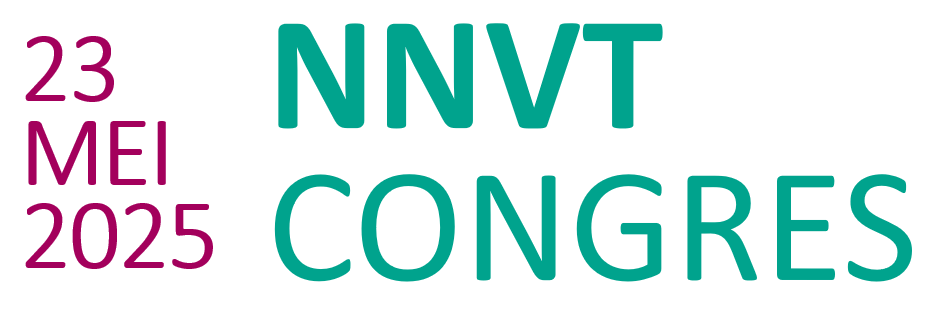 23
MEI
2025
NNVT
CONGRES